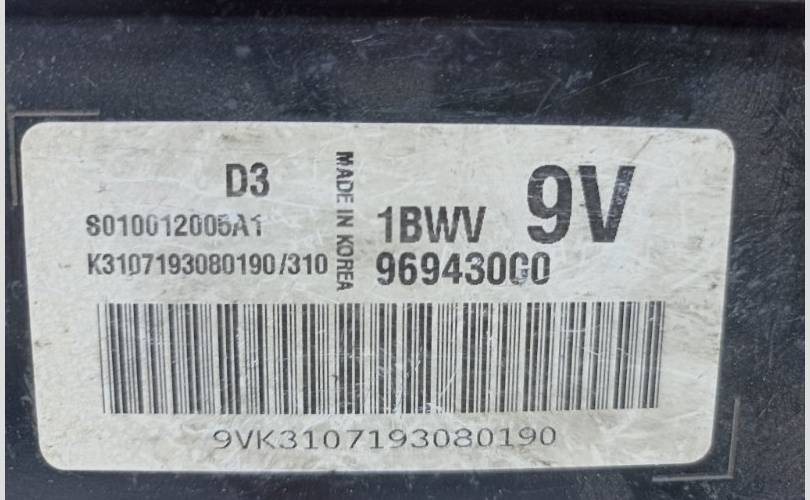 D3
S010012005A1
K3107193080190/310
MADE IN KOREA
1BWV 9V
96943000
9VK3107193080190